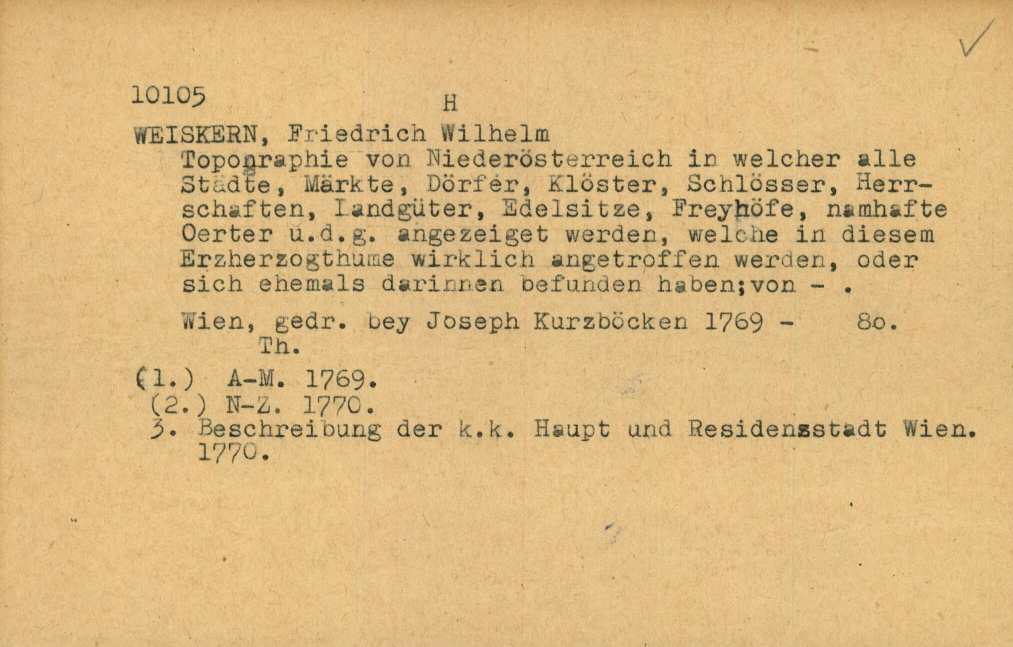 10105
H
WEISKERN, Friedrich Wilhelm
Topographie von Niederösterreich in welcher alle
Städte, Märkte, Dörfer, Klöster, Schlösser, Herr-
schaften, Landgüter, Edelsitze, Freyhöfe, namhafte
Oerter u.d.g. angezeiget werden, welche in diesem
Erzherzogthume wirklich angetroffen werden, oder
sich ehemals darinnen befunden haben;von - .
Wien, gedr. bey Joseph Kurzböcken 1769 - 8o.
Th.
(1.) A-M. 1769.
(2.) N-Z. 1770.
3. Beschreibung der k.k. Haupt und Residensstadt Wien.
1770.